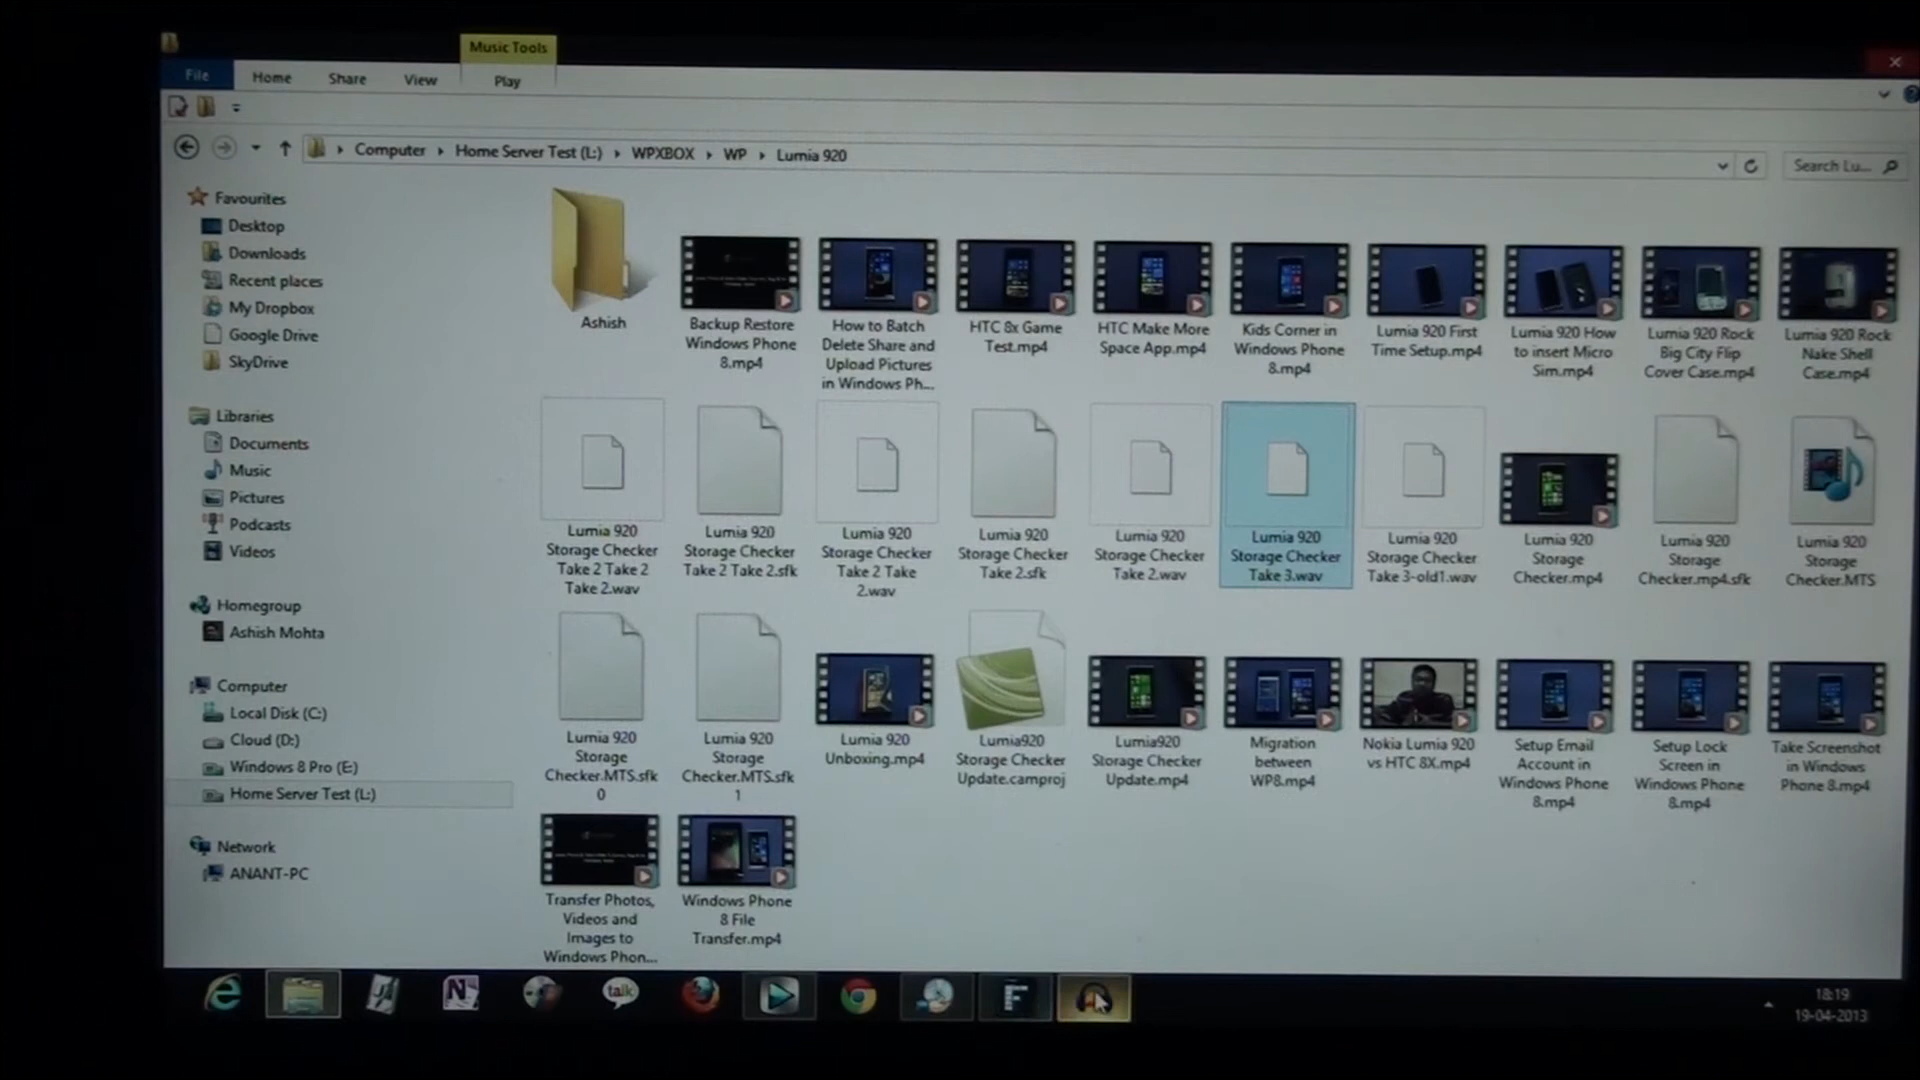 Music Tools
File Home Share View Play
Computer Home Server Test (L:) WPXBOX WP Lumia 920
Search Lu...
Favourites
Desktop
Downloads
Recent places
My Dropbox
Google Drive
SkyDrive
Libraries
Documents
Music
Pictures
Podcasts
Videos
Homegroup
Ashish Mohta
Computer
Local Disk (C:)
Cloud (D:)
Windows 8 Pro (E:)
Home Server Test (L:)
Network
ANANT-PC
Ashish
Backup Restore
Windows Phone
8.mp4
How to Batch
Delete Share and
Upload Pictures
in Windows Ph...
HTC 8x Game
Test.mp4
HTC Make More
Space App.mp4
Kids Corner in
Windows Phone
8.mp4
Lumia 920 First
Time Setup.mp4
Lumia 920 How
to insert Micro
Sim.mp4
Lumia 920 Rock
Big City Flip
Cover Case.mp4
Lumia 920 Rock
Nake Shell
Case.mp4
Lumia 920
Storage Checker
Take 2 Take 2
Take 2.wav
Lumia 920
Storage Checker
Take 2 Take 2.sfk
Lumia 920
Storage Checker
Take 2 Take
2.wav
Lumia 920
Storage Checker
Take 2.sfk
Lumia 920
Storage Checker
Take 2.wav
Lumia 920
Storage Checker
Take 3.wav
Lumia 920
Storage Checker
Take 3-old1.wav
Lumia 920
Storage
Checker.mp4
Lumia 920
Storage
Checker.mp4.sfk
Lumia 920
Storage
Checker.MTS
Lumia 920
Storage
Checker.MTS.sfk
0
Lumia 920
Storage
Checker.MTS.sfk
1
Lumia 920
Unboxing.mp4
Lumia920
Storage Checker
Update.camproj
Lumia920
Storage Checker
Update.mp4
Migration
between
WP8.mp4
Nokia Lumia 920
vs HTC 8X.mp4
Setup Email
Account in
Windows Phone
8.mp4
Setup Lock
Screen in
Windows Phone
8.mp4
Take Screenshot
in Windows
Phone 8.mp4
Transfer Photos,
Videos and
Images to
Windows Phon...
Windows Phone
8 File
Transfer.mp4
talk
18:19
19-04-2013